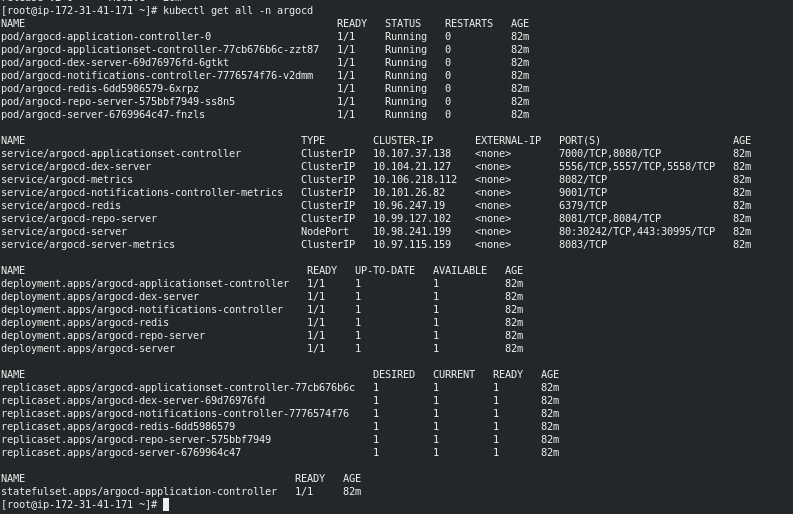 [root@ip-172-31-41-171 ~]# kubectl get all -n argocd
NAME READY STATUS RESTARTS AGE
pod/argocd-application-controller-0 1/1 Running 0 82m
pod/argocd-applicationset-controller-77cb676b6c-zzt87 1/1 Running 0 82m
pod/argocd-dex-server-69d76976fd-6gtkt 1/1 Running 0 82m
pod/argocd-notifications-controller-7776574f76-v2dmm 1/1 Running 0 82m
pod/argocd-redis-6dd5986579-6xrpz 1/1 Running 0 82m
pod/argocd-repo-server-575bbf7949-ss8n5 1/1 Running 0 82m
pod/argocd-server-6769964c47-fnzls 1/1 Running 0 82m
NAME TYPE CLUSTER-IP EXTERNAL-IP PORT(S) AGE
service/argocd-applicationset-controller ClusterIP 10.107.37.138 <none> 7000/TCP,8080/TCP 82m
service/argocd-dex-server ClusterIP 10.104.21.127 <none> 5556/TCP,5557/TCP,5558/TCP 82m
service/argocd-metrics ClusterIP 10.106.218.112 <none> 8082/TCP 82m
service/argocd-notifications-controller-metrics ClusterIP 10.101.26.82 <none> 9001/TCP 82m
service/argocd-redis ClusterIP 10.96.247.19 <none> 6379/TCP 82m
service/argocd-repo-server ClusterIP 10.99.127.102 <none> 8081/TCP,8084/TCP 82m
service/argocd-server NodePort 10.98.241.199 <none> 80:30242/TCP,443:30995/TCP 82m
service/argocd-server-metrics ClusterIP 10.97.115.159 <none> 8083/TCP 82m
NAME READY UP-TO-DATE AVAILABLE AGE
deployment.apps/argocd-applicationset-controller 1/1 1 1 82m
deployment.apps/argocd-dex-server 1/1 1 1 82m
deployment.apps/argocd-notifications-controller 1/1 1 1 82m
deployment.apps/argocd-redis 1/1 1 1 82m
deployment.apps/argocd-repo-server 1/1 1 1 82m
deployment.apps/argocd-server 1/1 1 1 82m
NAME DESIRED CURRENT READY AGE
replicaset.apps/argocd-applicationset-controller-77cb676b6c 1 1 1 82m
replicaset.apps/argocd-dex-server-69d76976fd 1 1 1 82m
replicaset.apps/argocd-notifications-controller-7776574f76 1 1 1 82m
replicaset.apps/argocd-redis-6dd5986579 1 1 1 82m
replicaset.apps/argocd-repo-server-575bbf7949 1 1 1 82m
replicaset.apps/argocd-server-6769964c47 1 1 1 82m
NAME READY AGE
statefulset.apps/argocd-application-controller 1/1 82m
[root@ip-172-31-41-171 ~]#